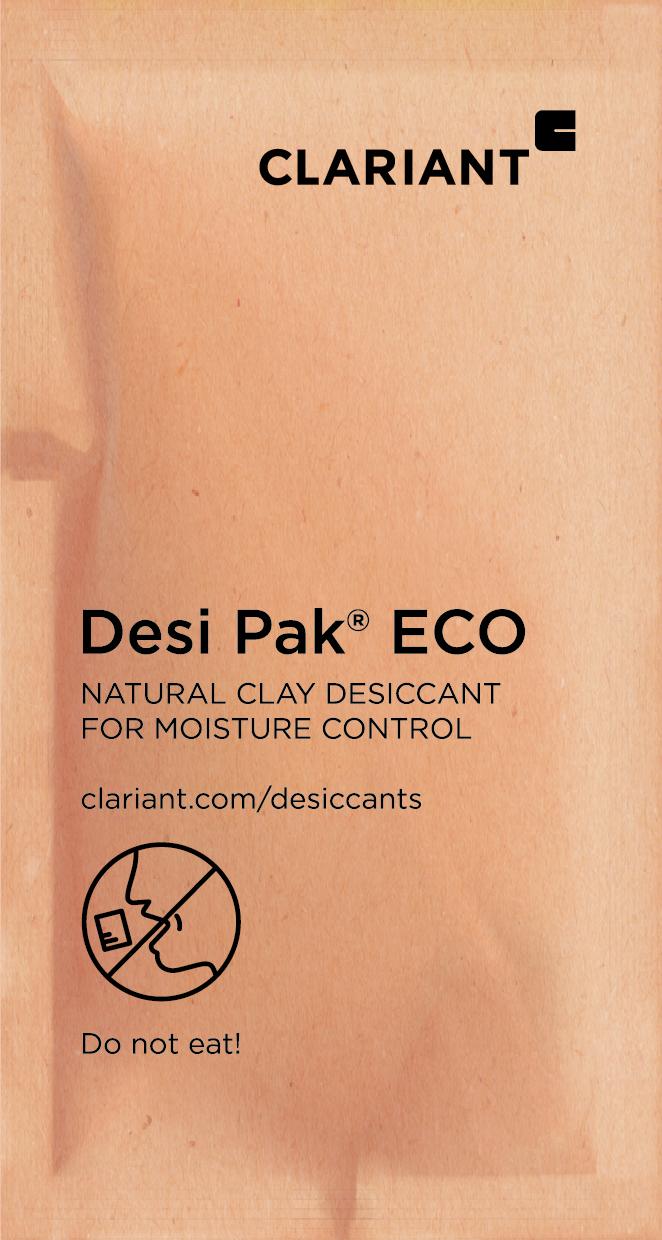 CLARIANT
Desi Pak® ECO
NATURAL CLAY DESICCANT
FOR MOISTURE CONTROL
clariant.com/desiccants
Do not eat!